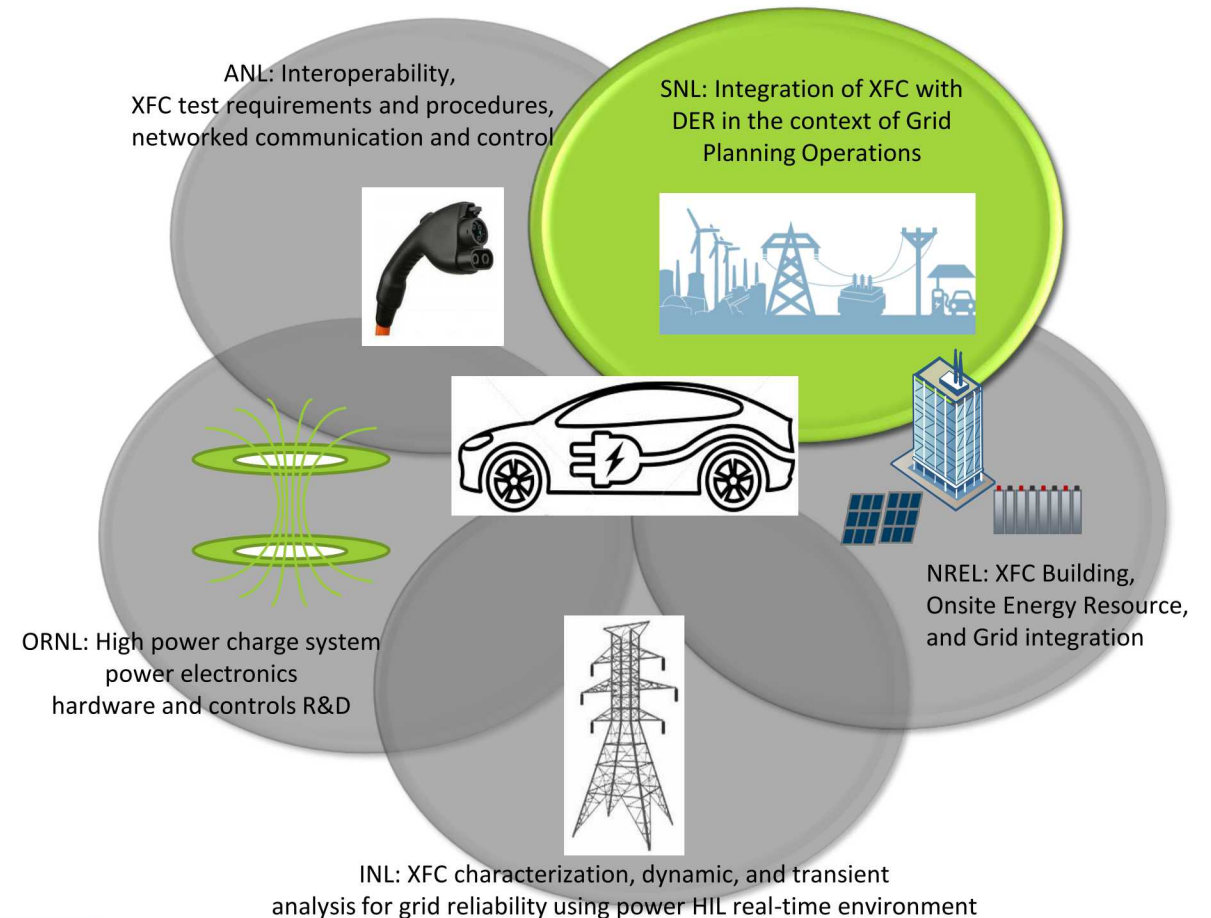 ANL: Interoperability,
XFC test requirements and procedures,
networked communication and control
SNL: Integration of XFC with
DER in the context of Grid
Planning Operations
NREL: XFC Building,
Onsite Energy Resource,
and Grid integration
ORNL: High power charge system
power electronics
hardware and controls R&D
INL: XFC characterization, dynamic, and transient
analysis for grid reliability using power HIL real-time environment